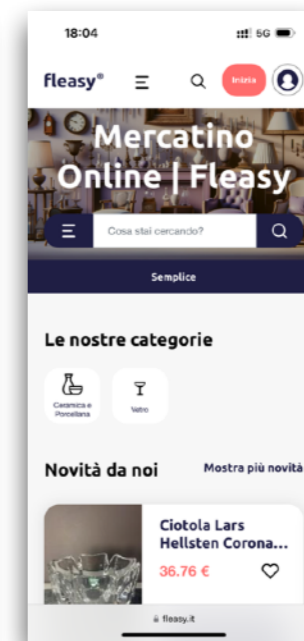 18:04
5G
fleasy®
Inizia
Mercatino
Online | Fleasy
Cosa stai cercando?
Semplice
Le nostre categorie
Ceramica e
Porcellana
Vetro
Novità da noi
Mostra più novità
Ciotola Lars
Hellsten Corona...
36.76 €
fleasy.it